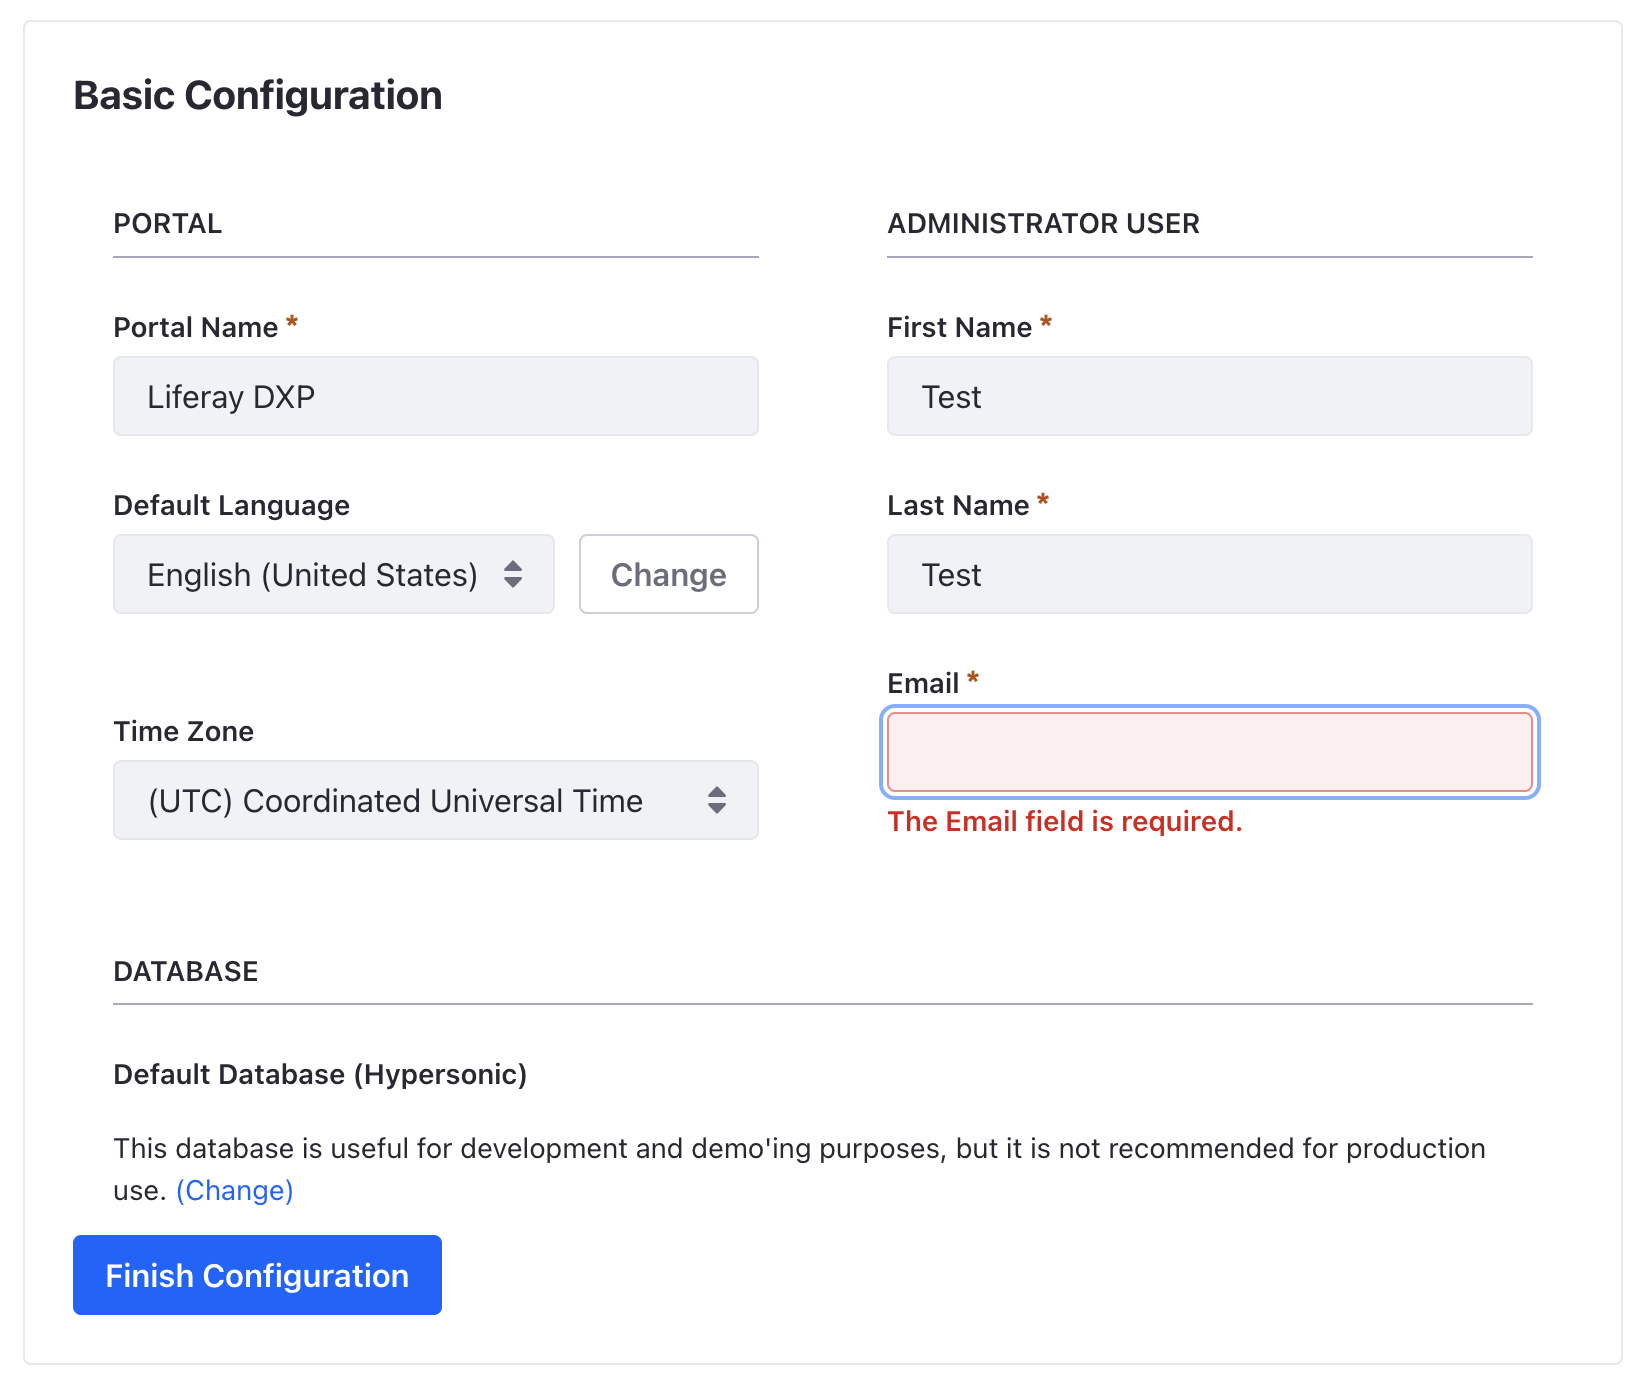 Basic Configuration
PORTAL
Portal Name *
Liferay DXP
Default Language
English (United States)
Change
Time Zone
(UTC) Coordinated Universal Time
ADMINISTRATOR USER
First Name *
Test
Last Name *
Test
Email *
The Email field is required.
DATABASE
Default Database (Hypersonic)
This database is useful for development and demo'ing purposes, but it is not recommended for production
use. (Change)
Finish Configuration